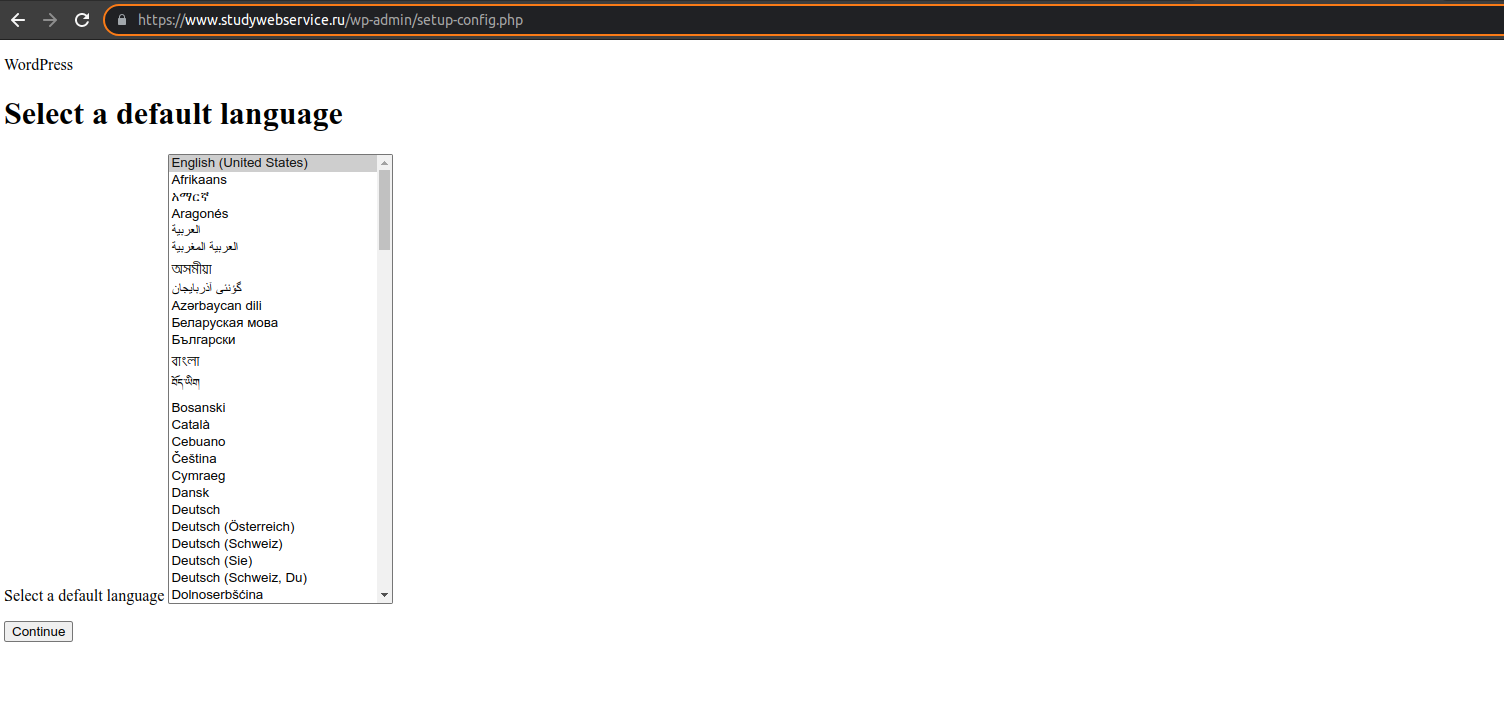 https://www.studywebservice.ru/wp-admin/setup-config.php
WordPress
Select a default language
English (United States)
Afrikaans
አማርኛ
Aragonés
العربية
العربية المغربية
অসমীয়া
گؤننی آذربایجان
Azərbaycan dili
Беларуская мова
Български
বাংলা
བོད་ཡིག
Bosanski
Català
Cebuano
Čeština
Cymraeg
Dansk
Deutsch
Deutsch (Österreich)
Deutsch (Schweiz)
Deutsch (Sie)
Deutsch (Schweiz, Du)
Select a default language Dolnoserbšćina
Continue